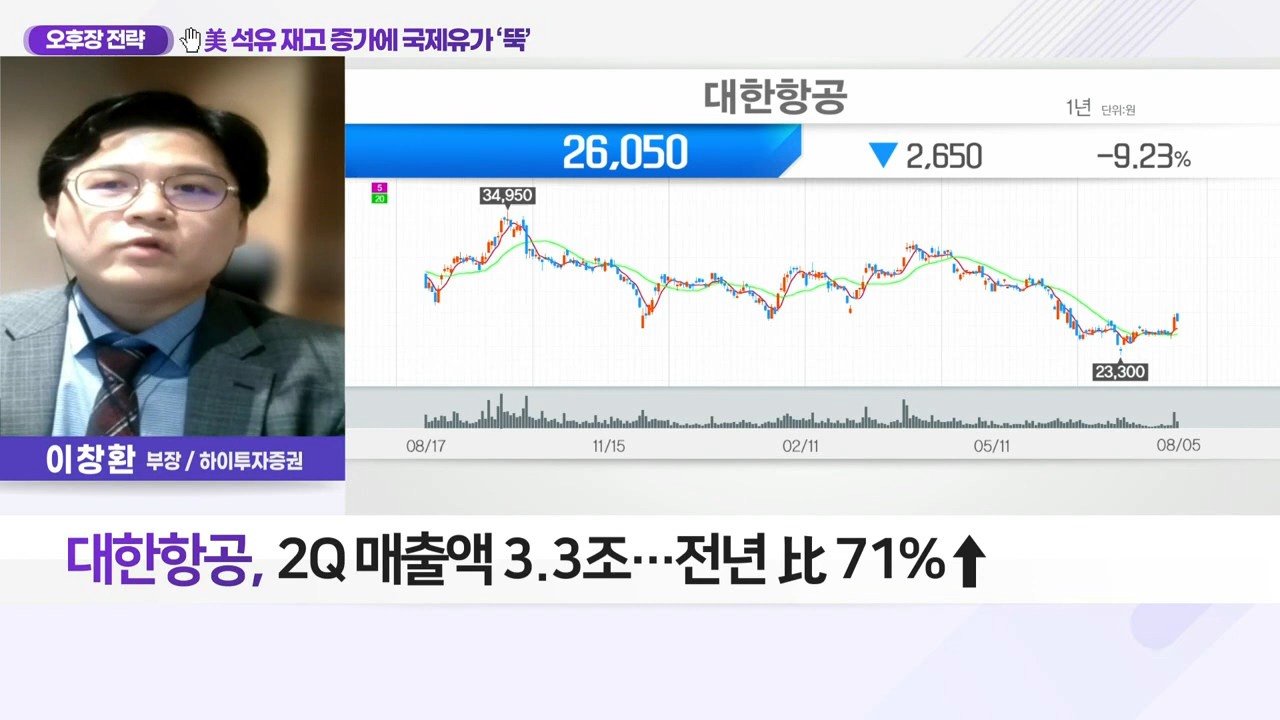 오후장 전략
美 석유 재고 증가에 국제유가 ‘뚝’
대한항공
1년 단위:원
26,050 ▼ 2,650 -9.23%
5
20
34,950
23,300
08/17 11/15 02/11 05/11 08/05
이창환 부장 / 하이투자증권
대한항공, 2Q 매출액 3.3조…전년 比 71%↑